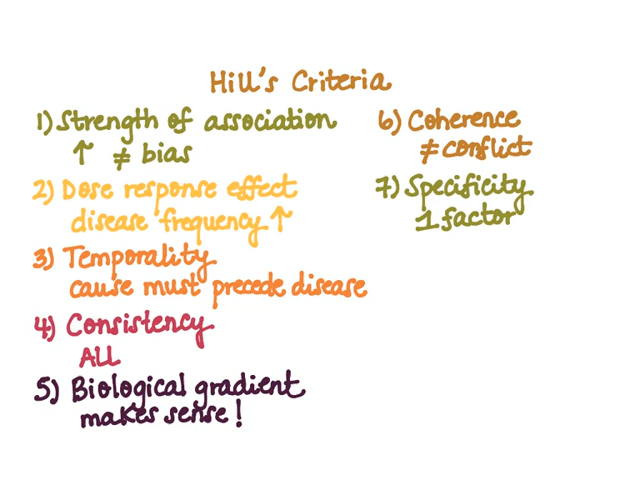 Hill's Criteria
1) Strength of association
↑ ≠ bias
2) Dose response effect
disease frequency ↑
3) Temporality
cause must precede disease
4) Consistency
ALL
5) Biological gradient
makes sense!
6) Coherence
≠ conflict
7) Specificity
1 factor